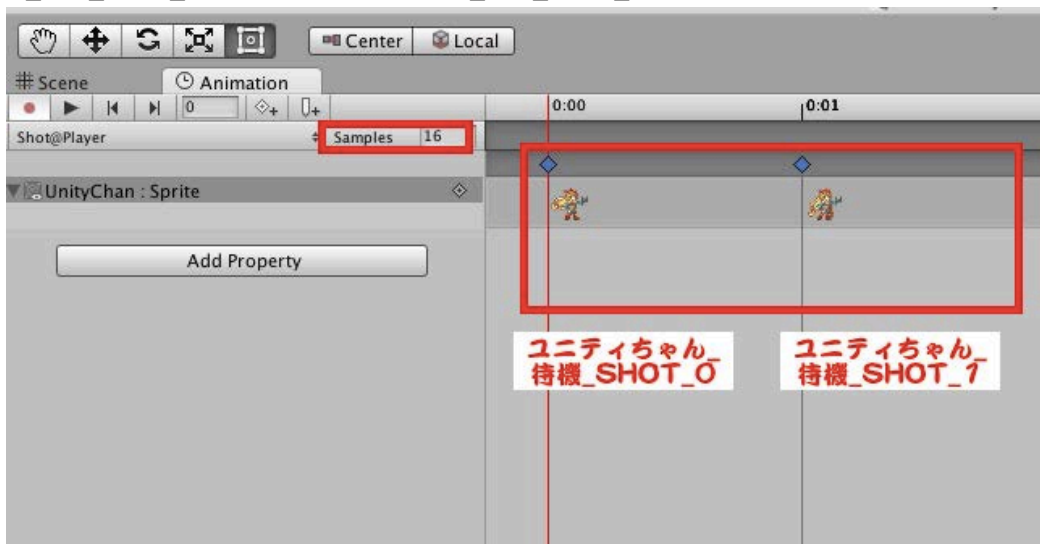 Center
Local
Scene
Animation
0
0:00
0:01
Shot@Player
Samples
16
UnityChan : Sprite
Add Property
ユニティちゃん_
待機_SHOT_0
ユニティちゃん_
待機_SHOT_1